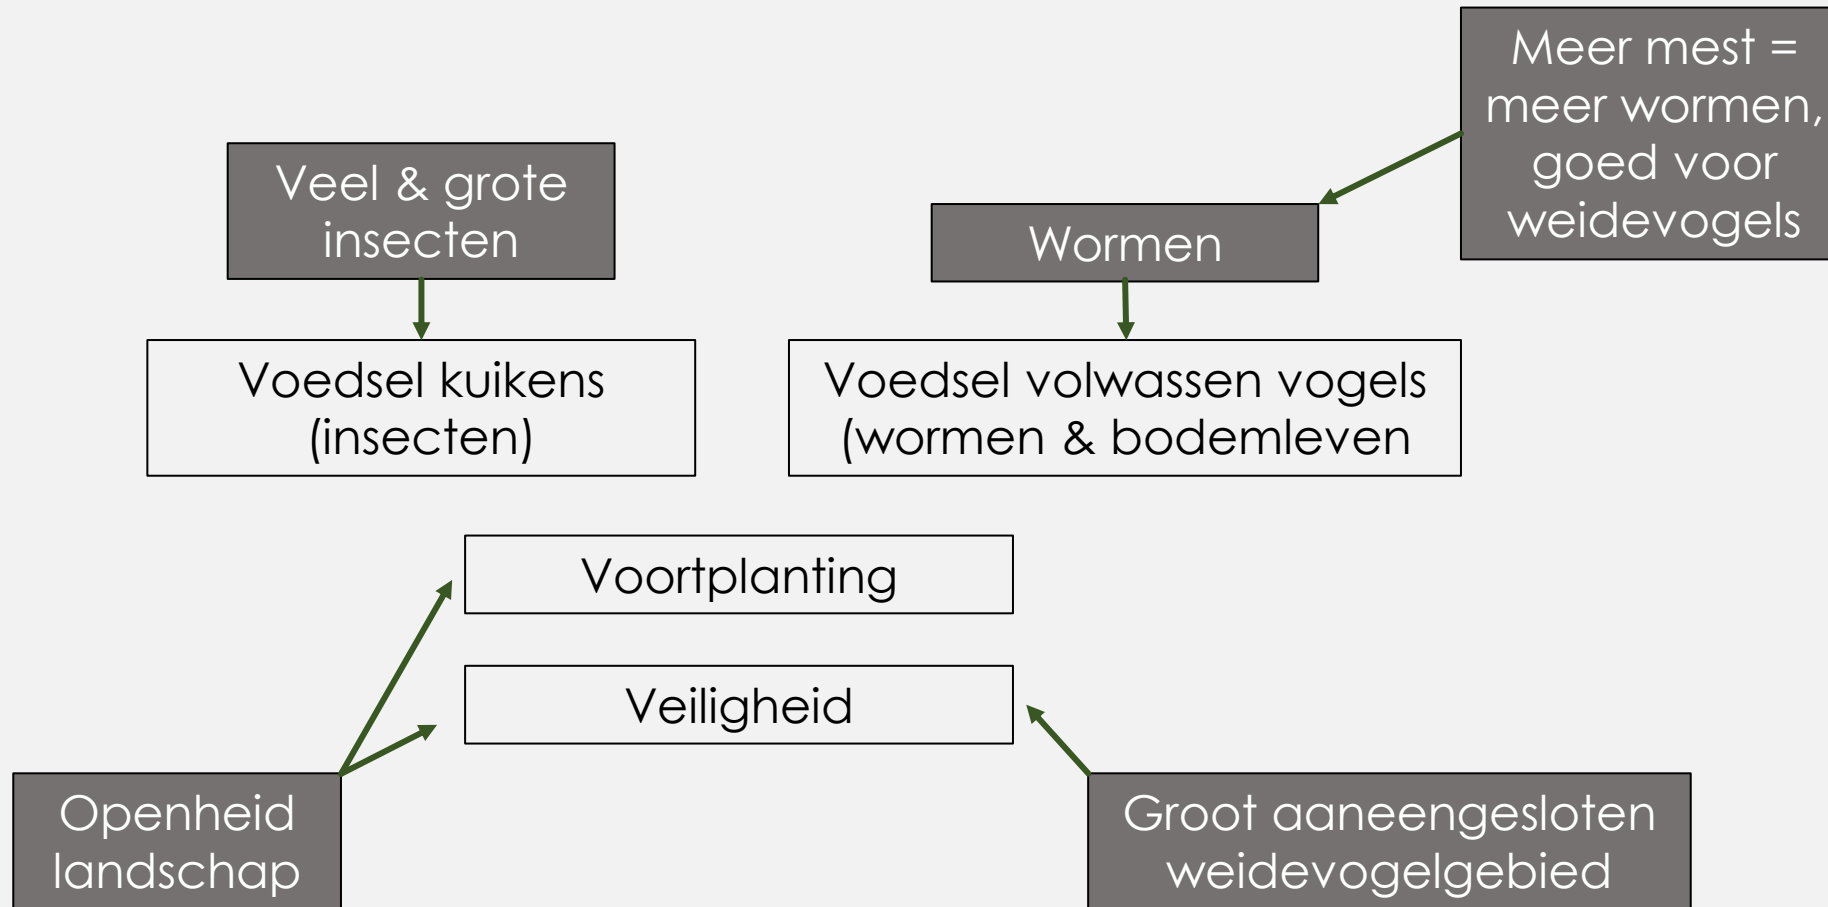 Meer mest =
meer wormen,
goed voor
weidevogels
Veel & grote
insecten
Wormen
Voedsel kuikens
(insecten)
Voedsel volwassen vogels
(wormen & bodemleven
Voortplanting
Veiligheid
Openheid
landschap
Groot aaneengesloten
weidevogelgebied